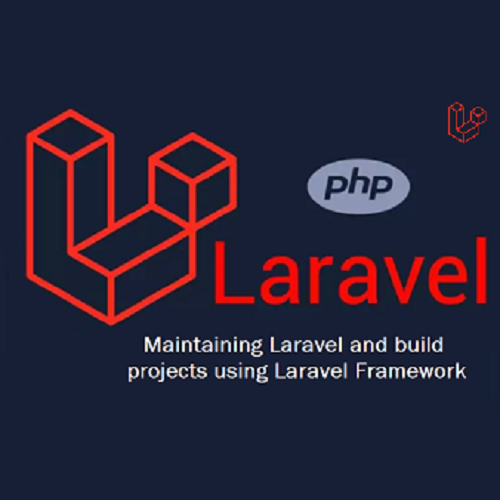 php
Laravel
Maintaining Laravel and build
projects using Laravel Framework